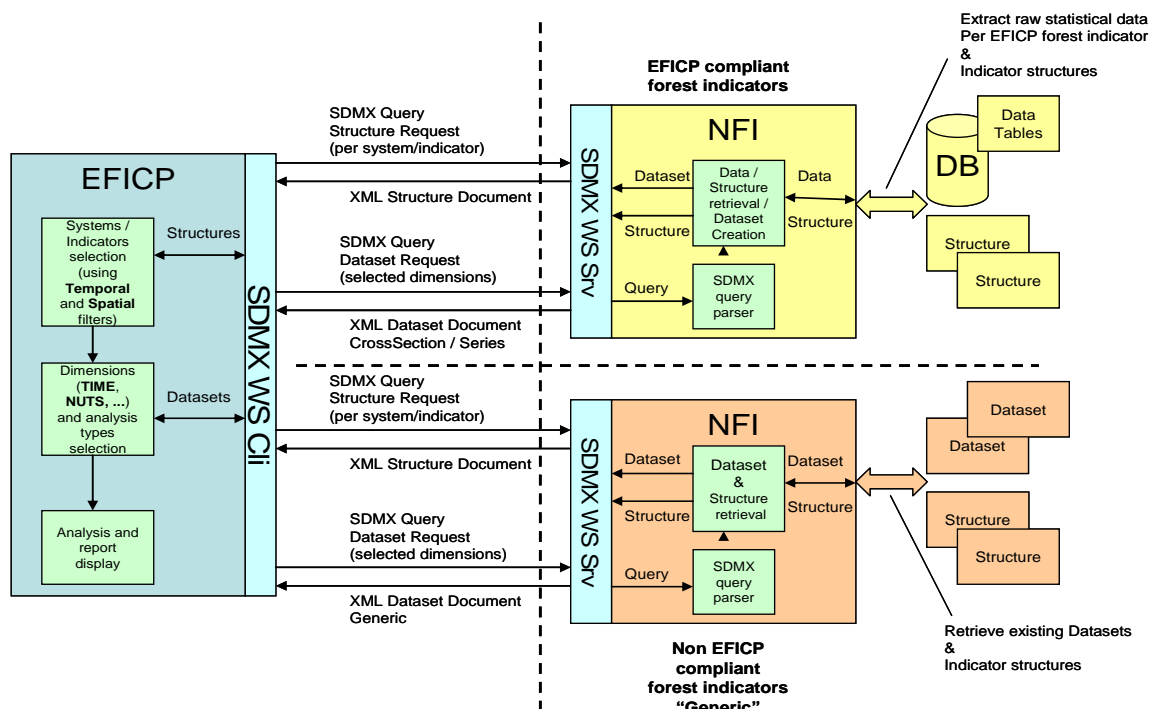 Extract raw statistical data
Per EFICP forest indicator
&
Indicator structures
EFICP compliant
forest indicators
SDMX Query
Structure Request
(per system/indicator)
XML Structure Document
SDMX Query
Dataset Request
(selected dimensions)
XML Dataset Document
CrossSection / Series
EFICP
Systems /
Indicators
selection
(using
Temporal
and Spatial
filters)
Structures
Dimensions
(TIME,
NUTS, ...)
and analysis
types
selection
Datasets
Analysis and
report
display
SDMX WS Cli
SDMX WS Srv
NFI
Dataset
Structure
Data /
Structure
retrieval /
Dataset
Creation
Data
Structure
Query
SDMX
query
parser
DB
Data
Tables
Structure
Structure
SDMX Query
Structure Request
(per system/indicator)
XML Structure Document
SDMX Query
Dataset Request
(selected dimensions)
XML Dataset Document
Generic
SDMX WS Srv
NFI
Dataset
Structure
Dataset
&
Structure
retrieval
Dataset
Structure
Query
SDMX
query
parser
Dataset
Dataset
Structure
Structure
Retrieve existing Datasets
&
Indicator structures
Non EFICP
compliant
forest indicators
“Generic”